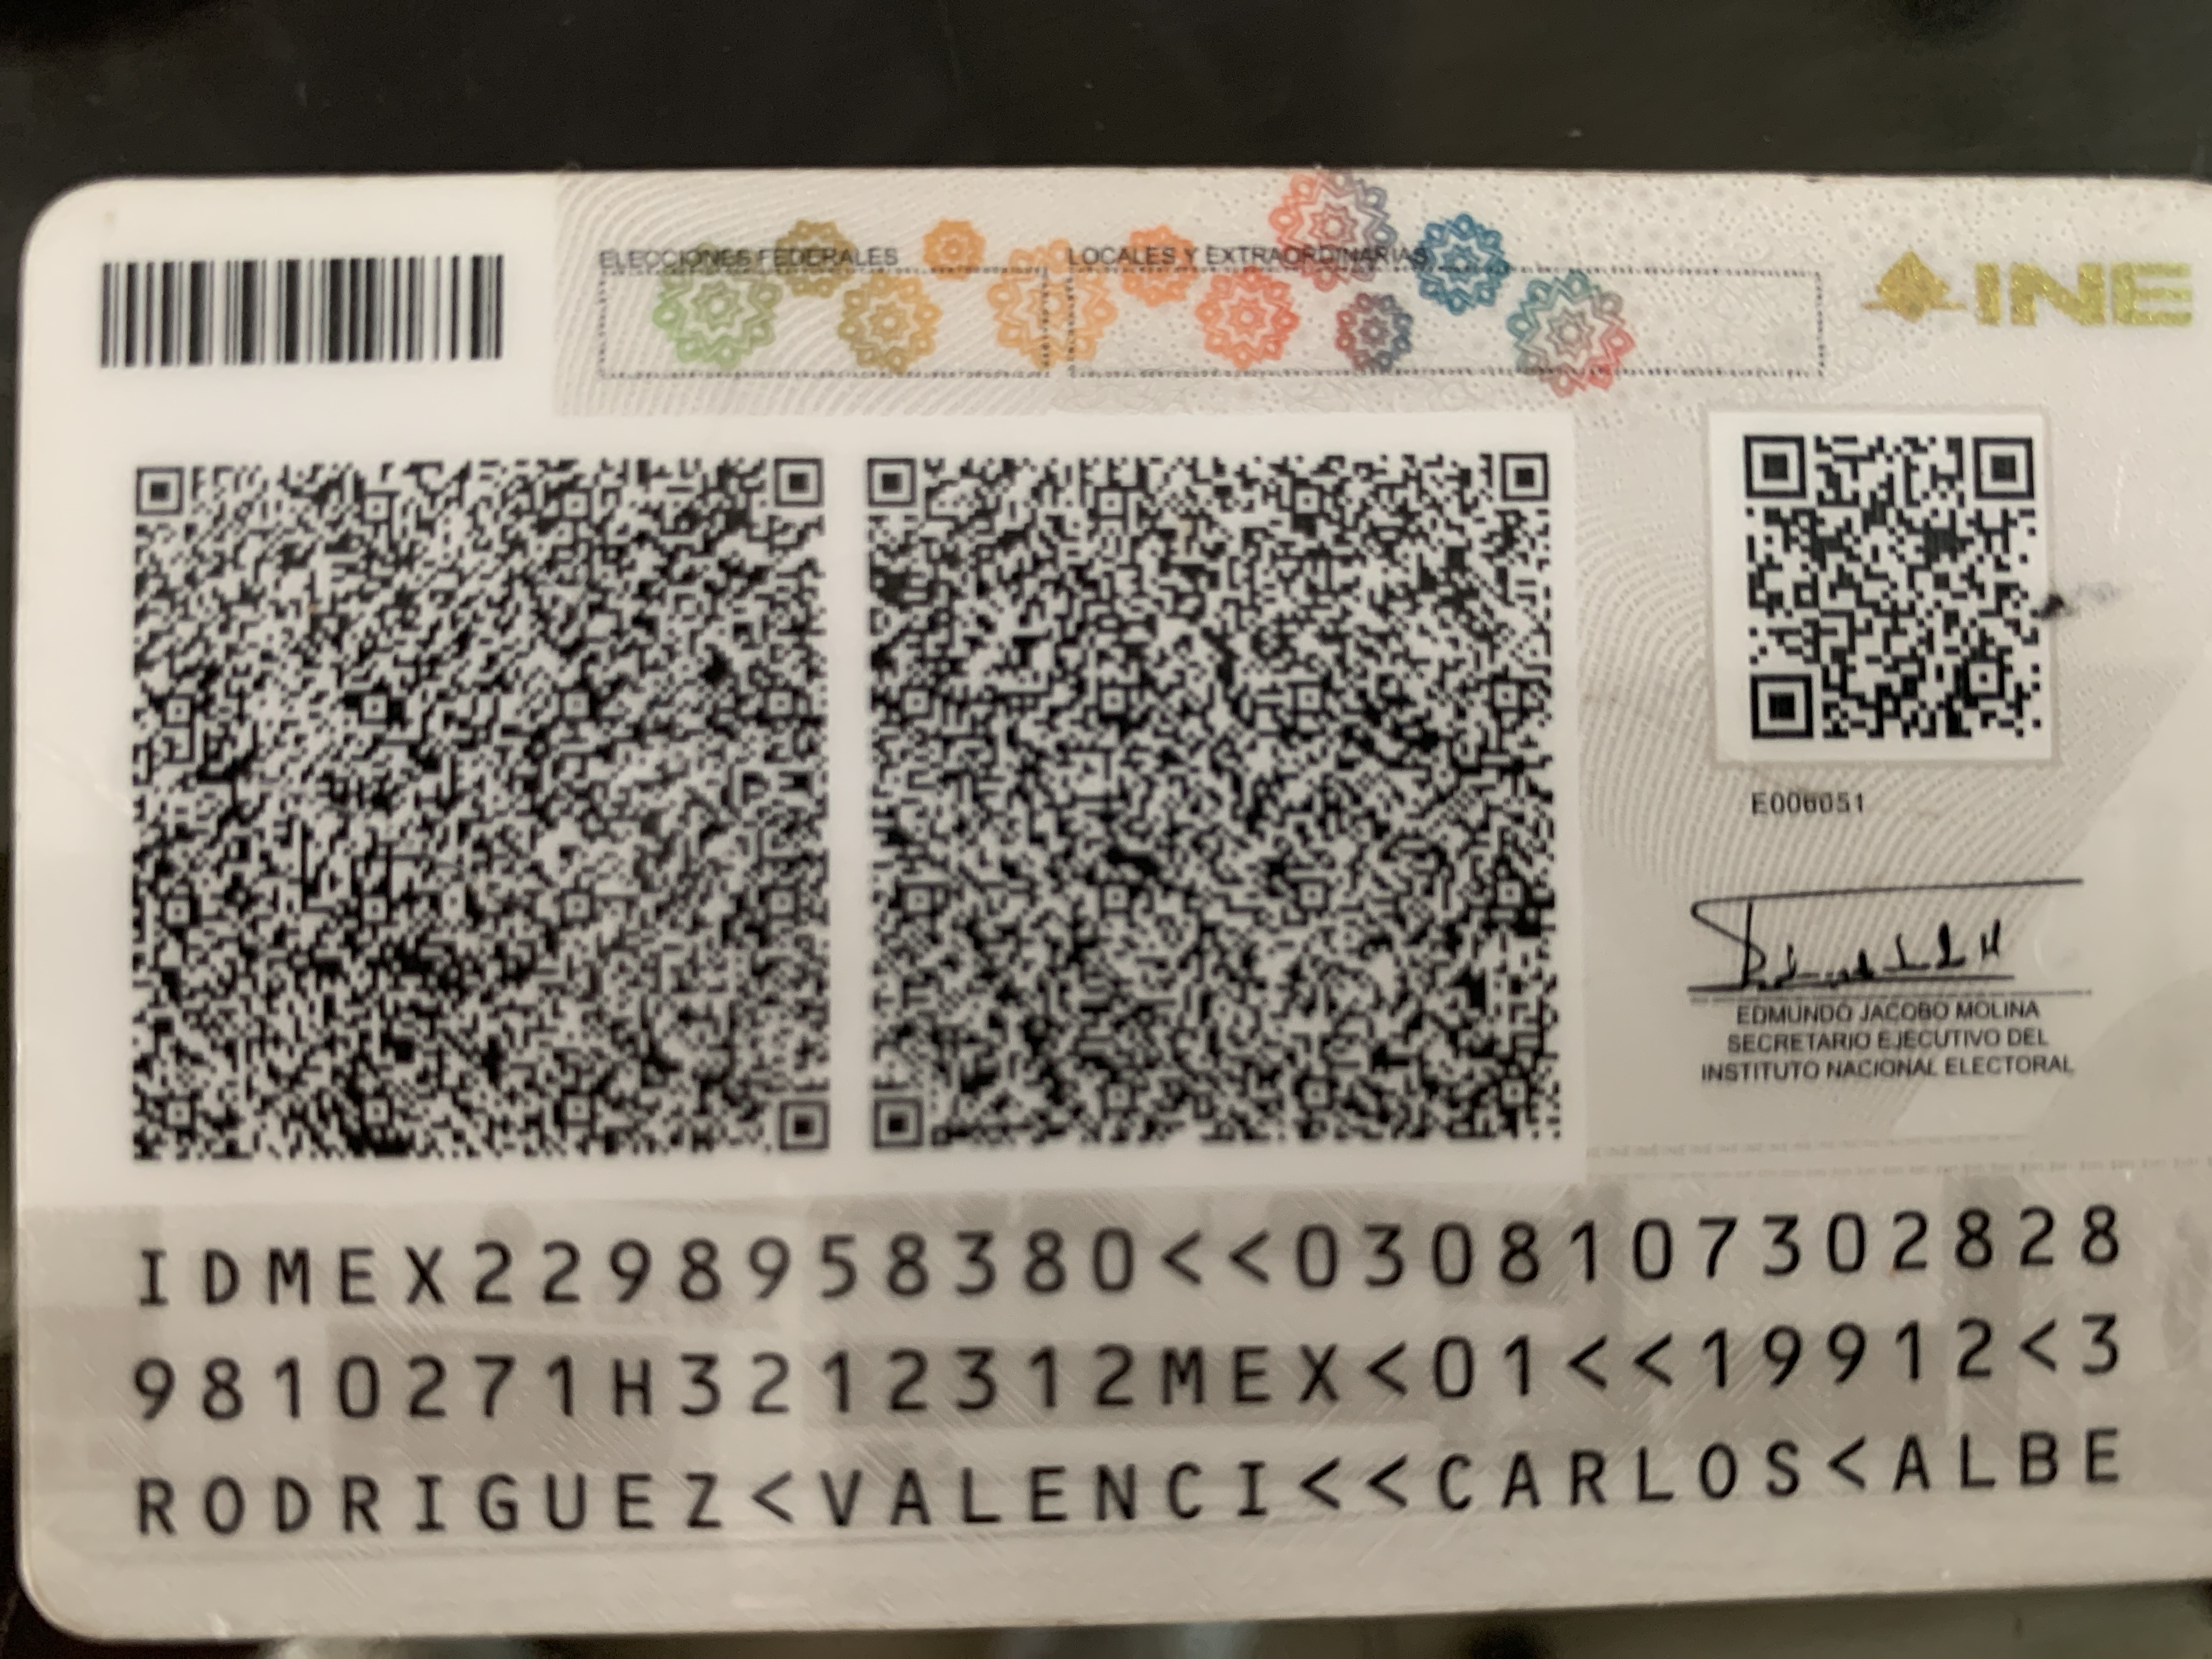 ELECCIONES FEDERALES
LOCALES Y EXTRAORDINARIAS
INE
E006051
EDMUNDO JACOBO MOLINA
SECRETARIO EJECUTIVO DEL
INSTITUTO NACIONAL ELECTORAL
IDMEX2298958380<<0308107302828
9810271H3212312MEX<01<<19912<3
RODRIGUEZ<VALENCI<<CARLOS<ALBE